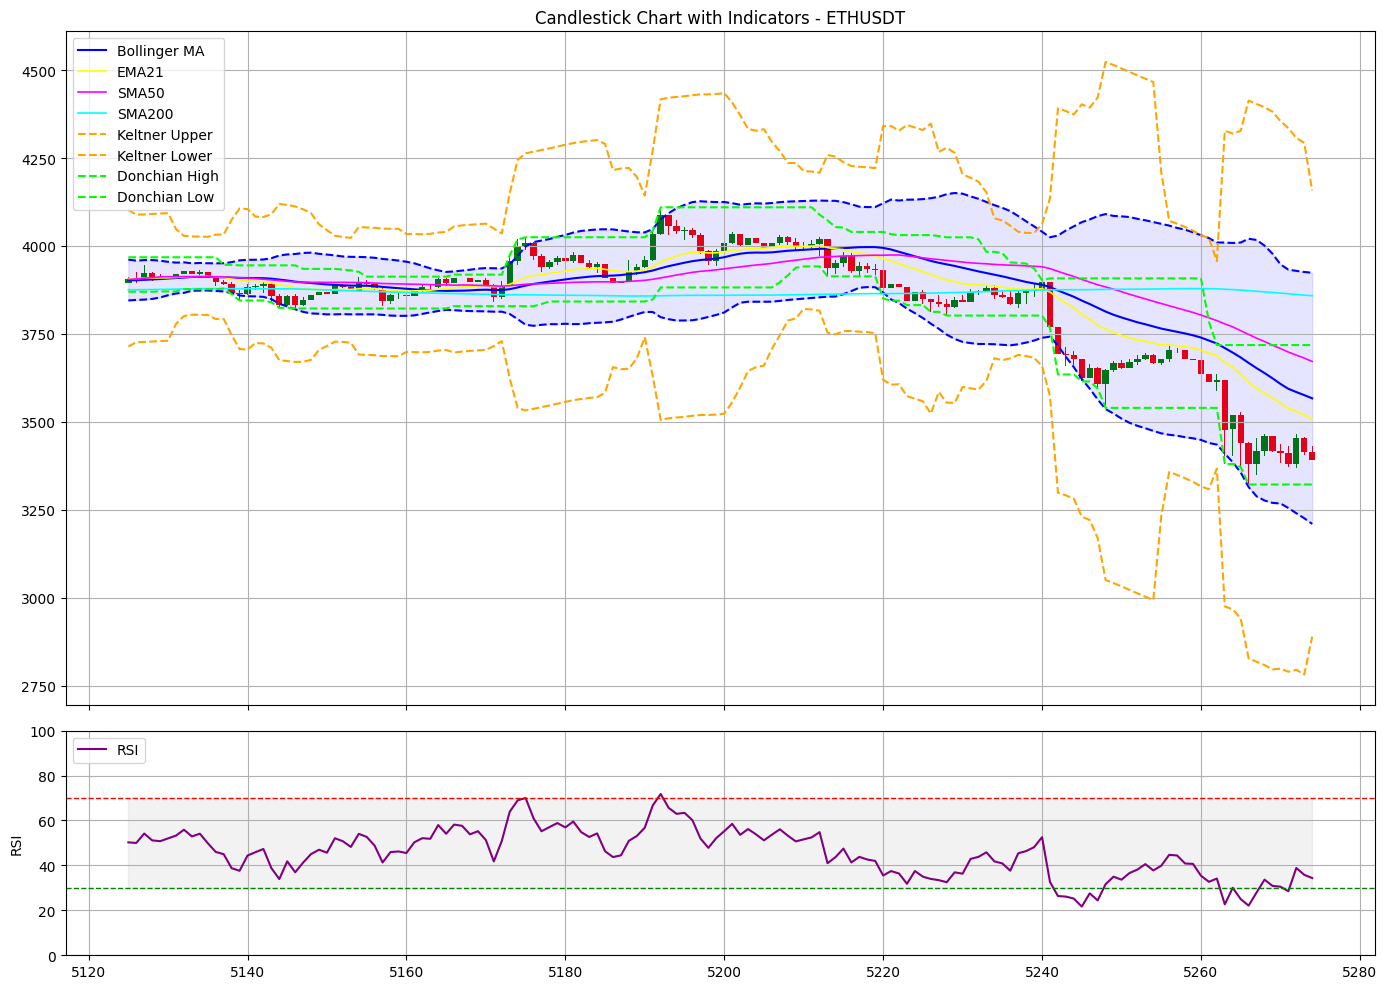 Candlestick Chart with Indicators - ETHUSDT
Bollinger MA
EMA21
SMA50
SMA200
Keltner Upper
Keltner Lower
Donchian High
Donchian Low
4500
4250
4000
3750
3500
3250
3000
2750
RSI
RSI
100
80
60
40
20
0
5120 5140 5160 5180 5200 5220 5240 5260 5280